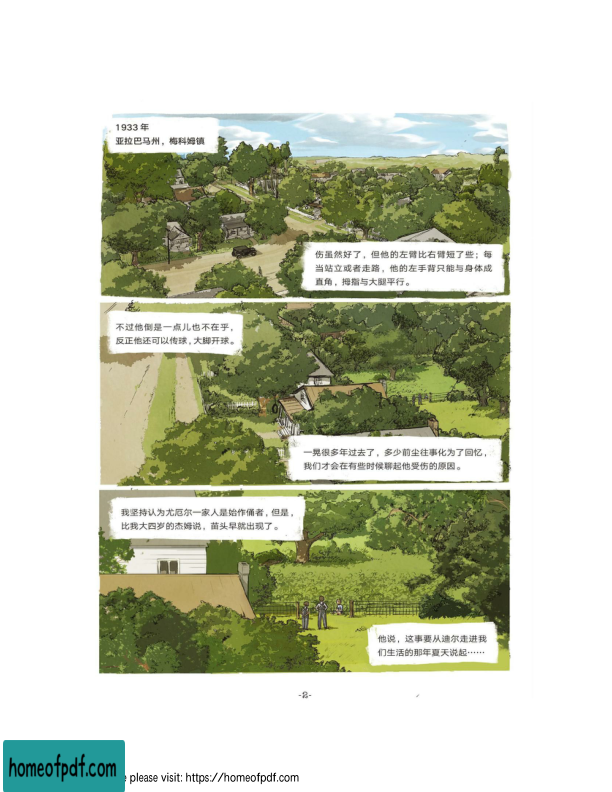 1933 年
亚拉巴马州，梅科姆镇
伤虽然好了，但他的左臂比右臂短了些；每
当站立或者走路，他的左手背只能与身体成
直角，拇指与大腿平行。
不过他倒是一点儿也不在乎，
反正他还可以传球，大脚开球。
一晃很多年过去了，多少前尘往事化为了回忆，
我们才会在有些时候聊起他受伤的原因。
我坚持认为尤厄尔一家人是始作俑者，但是，
比我大四岁的杰姆说，苗头早就出现了。
他说，这事要从迪尔走进我
们生活的那年夏天说起……
-2-
homeofpdf.com
please visit: https://homeofpdf.com